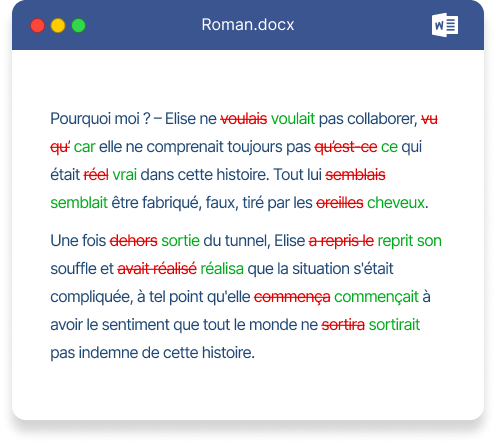 Roman.docx
W
Pourquoi moi ? – Elise ne voulais voulait pas collaborer, vu
qu' car elle ne comprenait toujours pas qu'est-ce ce qui
était réel vrai dans cette histoire. Tout lui semblais
semblait être fabriqué, faux, tiré par les oreilles cheveux.
Une fois dehors sortie du tunnel, Elise a repris le reprit son
souffle et avait réalisé réalisa que la situation s'était
compliquée, à tel point qu'elle commença commençait à
avoir le sentiment que tout le monde ne sortira sortirait
pas indemne de cette histoire.